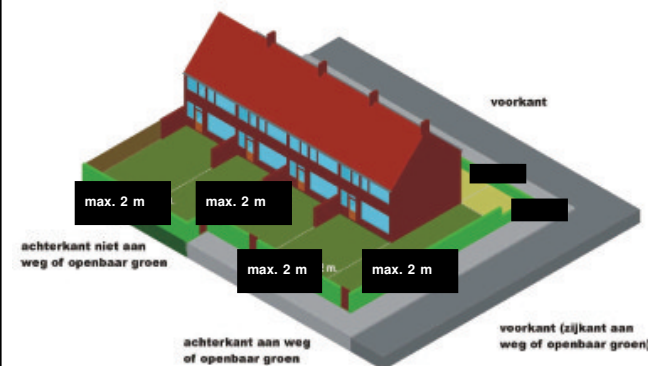 voorkant
max. 2 m
max. 2 m
achterkant niet aan
weg of openbaar groen
max. 2 m
max. 2 m
voorkant (zijkant aan
weg of openbaar groen)
achterkant aan weg
of openbaar groen